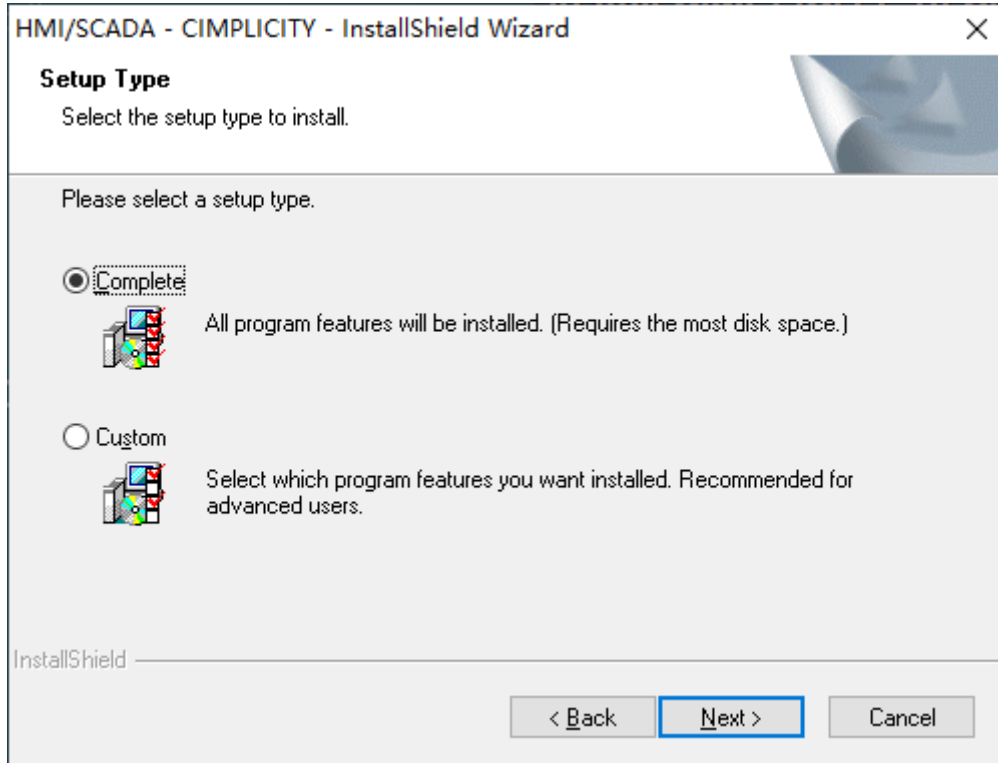 HMI/SCADA - CIMPLICITY - InstallShield Wizard
Setup Type
Select the setup type to install.
Please select a setup type.
Complete
All program features will be installed. (Requires the most disk space.)
Custom
Select which program features you want installed. Recommended for
advanced users.
InstallShield
< Back Next > Cancel